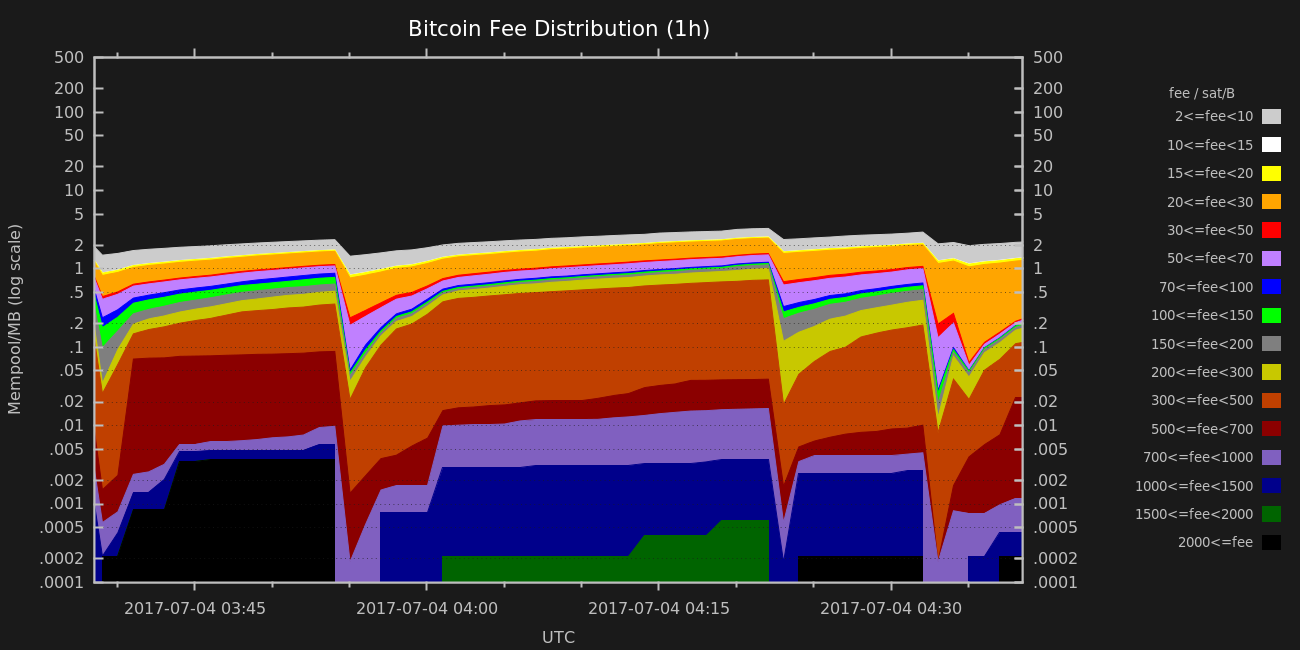 Bitcoin Fee Distribution (1h)
500
200
100
50
20
10
5
2
1
.5
.2
.1
.05
.02
.01
.005
.002
.001
.0005
.0002
.0001
Mempool/MB (log scale)
2017-07-04 03:45
2017-07-04 04:00
2017-07-04 04:15
2017-07-04 04:30
UTC
500
200
100
50
20
10
5
2
1
.5
.2
.1
.05
.02
.01
.005
.002
.001
.0005
.0002
.0001
fee / sat/B
2<=fee<10
10<=fee<15
15<=fee<20
20<=fee<30
30<=fee<50
50<=fee<70
70<=fee<100
100<=fee<150
150<=fee<200
200<=fee<300
300<=fee<500
500<=fee<700
700<=fee<1000
1000<=fee<1500
1500<=fee<2000
2000<=fee